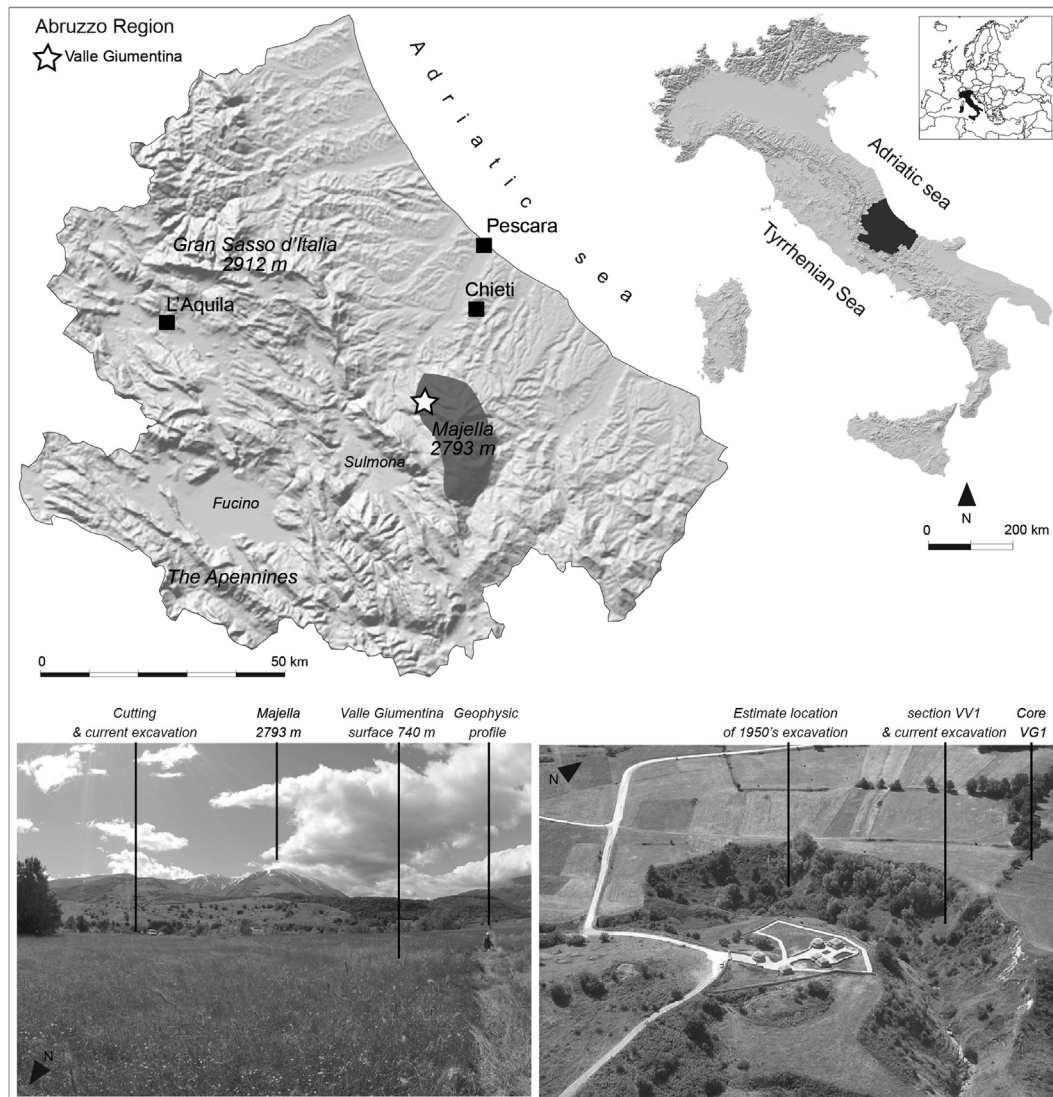 Abruzzo Region
Valle Giumentina
Adriatic sea
Gran Sasso d'Italia
2912 m
Pescara
Chieti
L'Aquila
Majella
2793 m
Sulmona
Fucino
The Apennines
0 50 km
Adriatic sea
Tyrrhenian Sea
N
0 200 km
Cutting
& current excavation
Majella
2793 m
Valle Giumentina
surface 740 m
Geophysic
profile
N
Estimate location
of 1950's excavation
section VV1
& current excavation
Core
VG1
N